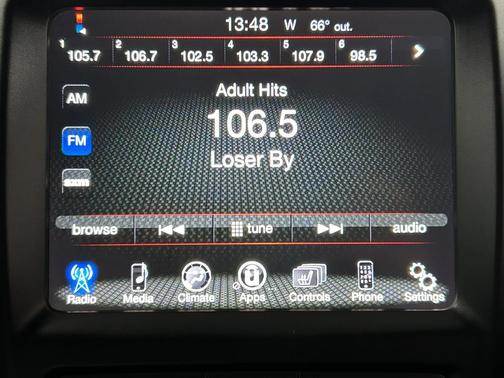 13:48 W 66° out.
1 105.7 2 106.7 3 102.5 4 103.3 5 107.9 6 98.5
Adult Hits
AM
106.5
FM
Loser By
browse tune audio
Radio Media Climate Apps Controls Phone Settings